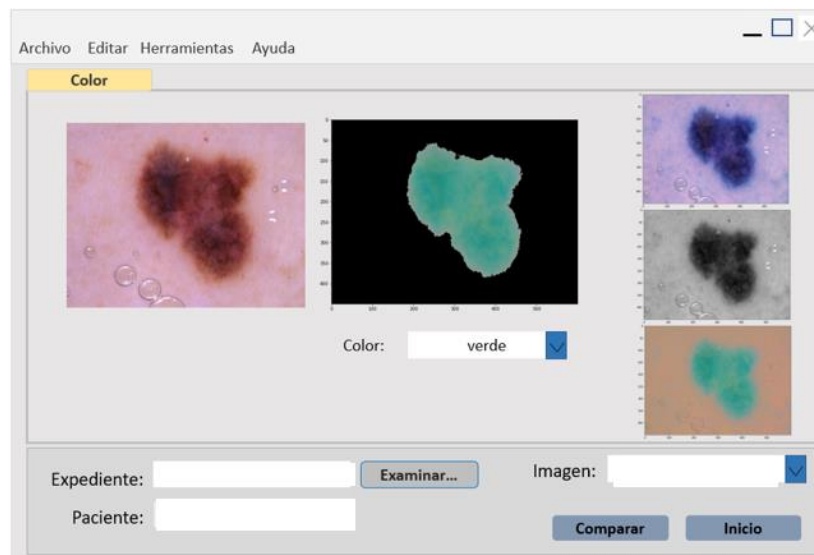 Archivo Editar Herramientas Ayuda
Color
Color: verde
Expediente: Examinar... Imagen:
Paciente:
Comparar Inicio